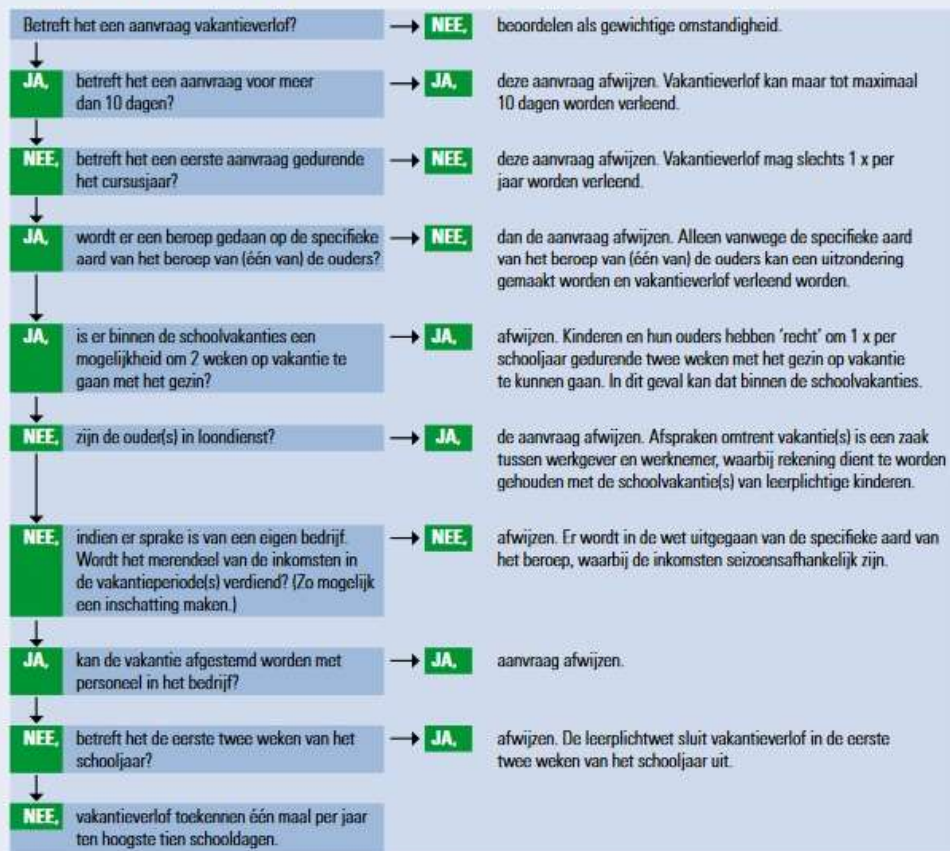 Betreft het een aanvraag vakantieverlof?
NEE,
beoordelen als gewichtige omstandigheid.
JA,
betreft het een aanvraag voor meer
dan 10 dagen?
JA,
deze aanvraag afwijzen. Vakantieverlof kan maar tot maximaal
10 dagen worden verleend.
NEE,
betreft het een eerste aanvraag gedurende
het cursusjaar?
NEE,
deze aanvraag afwijzen. Vakantieverlof mag slechts 1 x per
jaar worden verleend.
JA,
wordt er een beroep gedaan op de specifieke
aard van het beroep van (één van) de ouders?
NEE,
dan de aanvraag afwijzen. Alleen vanwege de specifieke aard
van het beroep van (één van) de ouders kan een uitzondering
gemaakt worden en vakantieverlof verleend worden.
JA,
is er binnen de schoolvakanties een
mogelijkheid om 2 weken op vakantie te
gaan met het gezin?
JA,
afwijzen. Kinderen en hun ouders hebben ‘recht’ om 1 x per
schooljaar gedurende twee weken met het gezin op vakantie
te kunnen gaan. In dit geval kan dat binnen de schoolvakanties.
NEE,
zijn de ouder(s) in loondienst?
JA,
de aanvraag afwijzen. Afspraken omtrent vakantie(s) is een zaak
tussen werkgever en werknemer, waarbij rekening dient te worden
gehouden met de schoolvakantie(s) van leerplichtige kinderen.
NEE,
indien er sprake is van een eigen bedrijf.
Wordt het merendeel van de inkomsten in
de vakantieperiode(s) verdiend? (Zo mogelijk
een inschatting maken.)
NEE,
afwijzen. Er wordt in de wet uitgegaan van de specifieke aard van
het beroep, waarbij de inkomsten seizoensafhankelijk zijn.
JA,
kan de vakantie afgestemd worden met
personeel in het bedrijf?
JA,
aanvraag afwijzen.
NEE,
betreft het de eerste twee weken van het
schooljaar?
JA,
afwijzen. De leerplichtwet sluit vakantieverlof in de eerste
twee weken van het schooljaar uit.
NEE,
vakantieverlof toekennen één maal per jaar
ten hoogste tien schooldagen.